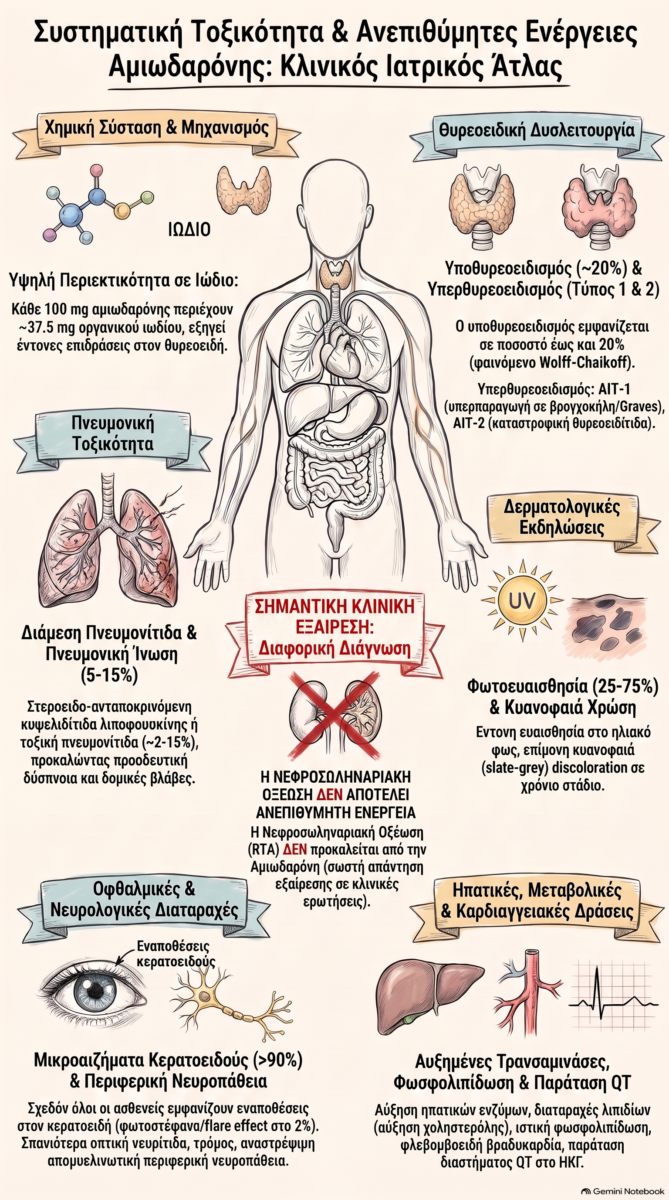 Συστηματική Τοξικότητα & Ανεπιθύμητες Ενέργειες
Αμιωδαρόνης: Κλινικός Ιατρικός Άτλας
Χημική Σύσταση & Μηχανισμός
ΙΩΔΙΟ
Υψηλή Περιεκτικότητα σε Ιώδιο:
Κάθε 100 mg αμιωδαρόνης περιέχουν
~37.5 mg οργανικού ιωδίου, εξηγεί
έντονες επιδράσεις στον θυρεοειδή.
Θυρεοειδική Δυσλειτουργία
Υποθυρεοειδισμός (~20%) &
Υπερθυρεοειδισμός (Τύπος 1 & 2)
Ο υποθυρεοειδισμός εμφανίζεται
σε ποσοστό έως και 20%
(φαινόμενο Wolff-Chaikoff).
Υπερθυρεοειδισμός: AIT-1
(υπερπαραγωγή σε βρογχοκήλη/Graves),
AIT-2 (καταστροφική θυρεοειδίτιδα).
Πνευμονική
Τοξικότητα
Διάμεση Πνευμονίτιδα &
Πνευμονική Ίνωση
(5-15%)
Στεροειδο-ανταποκρινόμενη
κυψελιδίτιδα λιποφουσκίνης ή
τοξική πνευμονίτιδα (~2-15%),
προκαλώντας προοδευτική
δύσπνοια και δομικές βλάβες.
Δερματολογικές
Εκδηλώσεις
UV
Φωτοευαισθησία (25-75%)
& Κυανοφαιά Χρώση
Εντονη ευαισθησία στο ηλιακό
φως, επίμονη κυανοφαιά
(slate-grey) discoloration σε
χρόνιο στάδιο.
ΣΗΜΑΝΤΙΚΗ ΚΛΙΝΙΚΗ
ΕΞΑΙΡΕΣΗ:
Διαφορική Διάγνωση
Η ΝΕΦΡΟΣΩΛΗΝΑΡΙΑΚΗ
ΟΞΕΩΣΗ ΔΕΝ ΑΠΟΤΕΛΕΙ
ΑΝΕΠΙΘΥΜΗΤΗ ΕΝΕΡΓΕΙΑ
Η Νεφροσωληναριακή Οξέωση
(RTA) ΔΕΝ προκαλείται από την
Αμιωδαρόνη (σωστή απάντηση
εξαίρεσης σε κλινικές
ερωτήσεις).
Οφθαλμικές &
Νευρολογικές Διαταραχές
Εναποθέσεις
κερατοειδούς
Μικροαιζήματα Κερατοειδούς (>90%)
& Περιφερική Νευροπάθεια
Σχεδόν όλοι οι ασθενείς εμφανίζουν εναποθέσεις
στον κερατοειδή (φωτοστέφανα/flare effect στο 2%).
Σπανιότερα οπτική νευρίτιδα, τρόμος, αναστρέψιμη
απομυελινωτική περιφερική νευροπάθεια.
Ηπατικές, Μεταβολικές
& Καρδιαγγειακές Δράσεις
Αυξημένες Τρανσαμινάσες,
Φωσφολιπίδωση & Παράταση QT
Αύξηση ηπατικών ενζύμων, διαταραχές λιπιδίων
(αύξηση χοληστερόλης), ιστική φωσφολιπίδωση,
φλεβομβοειδή βραδυκαρδία, παράταση
διαστήματος QT στο ΗΚΓ.
Gemini Notebook